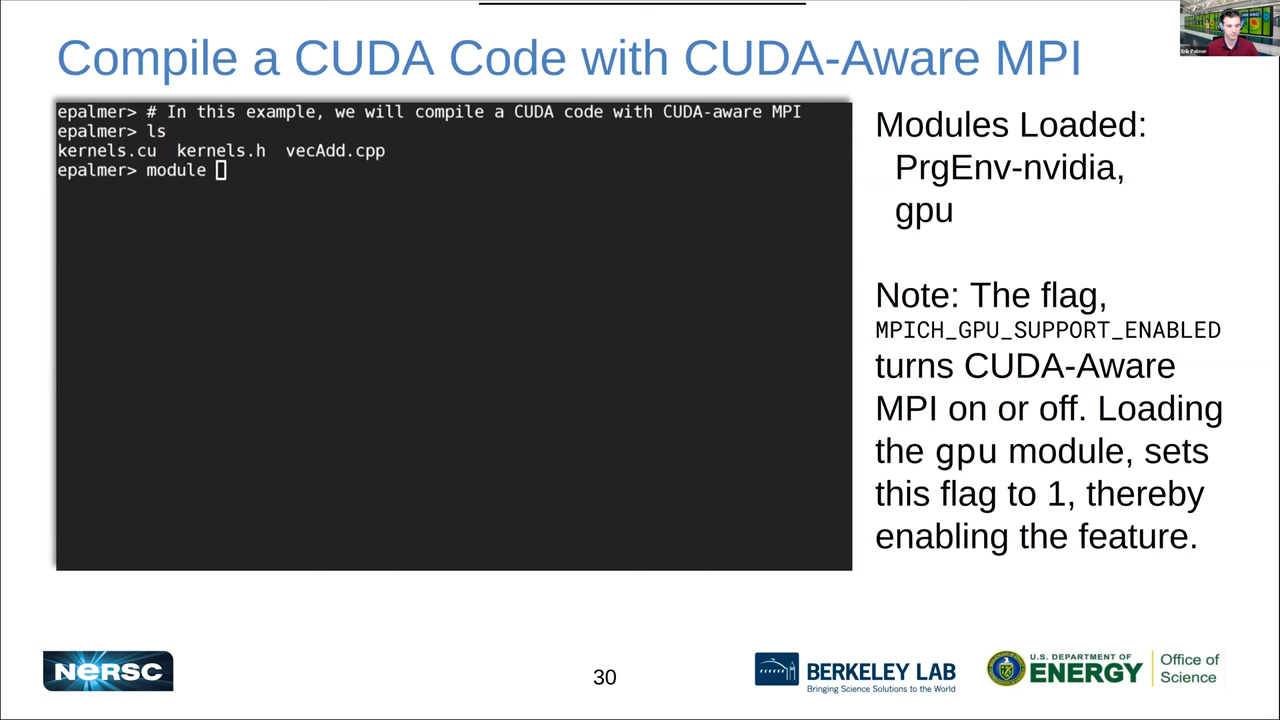 Compile a CUDA Code with CUDA-Aware MPI
epalmer> # In this example, we will compile a CUDA code with CUDA-aware MPI
epalmer> ls
kernels.cu  kernels.h  vecAdd.cpp
epalmer> module
Modules Loaded:
PrgEnv-nvidia,
gpu
Note: The flag,
MPICH_GPU_SUPPORT_ENABLED
turns CUDA-Aware
MPI on or off. Loading
the gpu module, sets
this flag to 1, thereby
enabling the feature.
Erik Palmer
NERSC
30
BERKELEY LAB
Bringing Science Solutions to the World
U.S. DEPARTMENT OF
ENERGY
Office of
Science